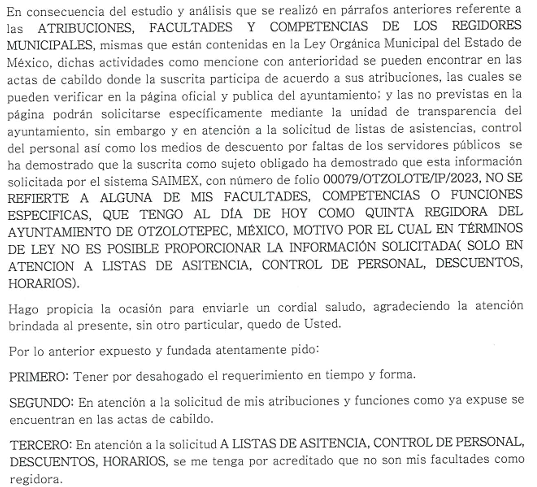 En consecuencia del estudio y análisis que se realizó en párrafos anteriores referente a
las ATRIBUCIONES, FACULTADES Y COMPETENCIAS DE LOS REGIDORES
MUNICIPALES, mismas que están contenidas en la Ley Orgánica Municipal del Estado de
México, dichas actividades como mencione con anterioridad se pueden encontrar en las
actas de cabildo donde la suscrita participa de acuerdo a sus atribuciones, las cuales se
pueden verificar en la página oficial y publica del ayuntamiento; y las no previstas en la
página podrán solicitarse específicamente mediante la unidad de transparencia del
ayuntamiento, sin embargo y en atención a la solicitud de listas de asistencias, control
del personal así como los medios de descuento por faltas de los servidores públicos se
ha demostrado que la suscrita como sujeto obligado ha demostrado que esta información
solicitada por el sistema SAIMEX, con número de folio 00079/OTZOLOTE/IP/2023, NO SE
REFIERTE A ALGUNA DE MIS FACULTADES, COMPETENCIAS O FUNCIONES
ESPECIFICAS, QUE TENGO AL DÍA DE HOY COMO QUINTA REGIDORA DEL
AYUNTAMIENTO DE OTZOLOTEPEC, MÉXICO, MOTIVO POR EL CUAL EN TÉRMINOS
DE LEY NO ES POSIBLE PROPORCIONAR LA INFORMACIÓN SOLICITADA( SOLO EN
ATENCION A LISTAS DE ASITENCIA, CONTROL DE PERSONAL, DESCUENTOS,
HORARIOS).
Hago propicia la ocasión para enviarle un cordial saludo, agradeciendo la atención
brindada al presente, sin otro particular, quedo de Usted.
Por lo anterior expuesto y fundada atentamente pido:
PRIMERO: Tener por desahogado el requerimiento en tiempo y forma.
SEGUNDO: En atención a la solicitud de mis atribuciones y funciones como ya expuse se
encuentran en las actas de cabildo.
TERCERO: En atención a la solicitud A LISTAS DE ASITENCIA, CONTROL DE PERSONAL,
DESCUENTOS, HORARIOS, se me tenga por acreditado que no son mis facultades como
regidora.